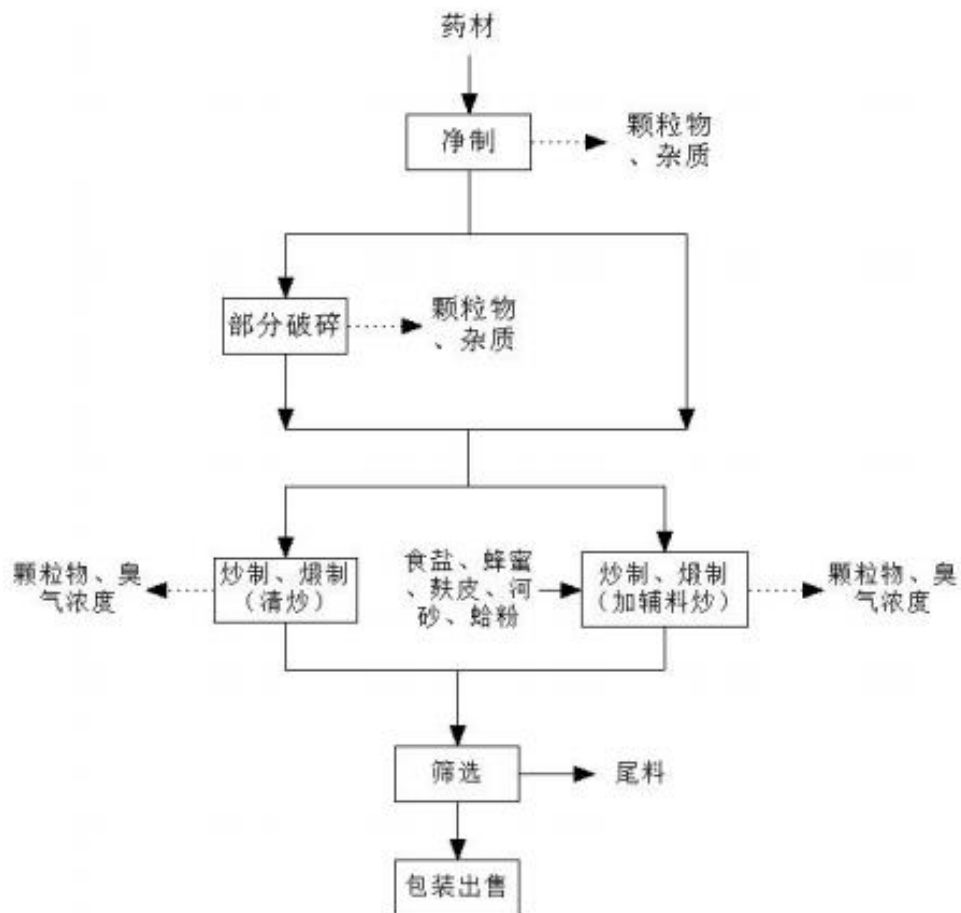 药材
净制
颗粒物
、杂质
部分破碎
颗粒物
、杂质
颗粒物、臭
气浓度
炒制、煅制
(清炒)
食盐、蜂蜜
、麸皮、河
砂、蛤粉
炒制、煅制
(加辅料炒)
颗粒物、臭
气浓度
筛选
尾料
包装出售